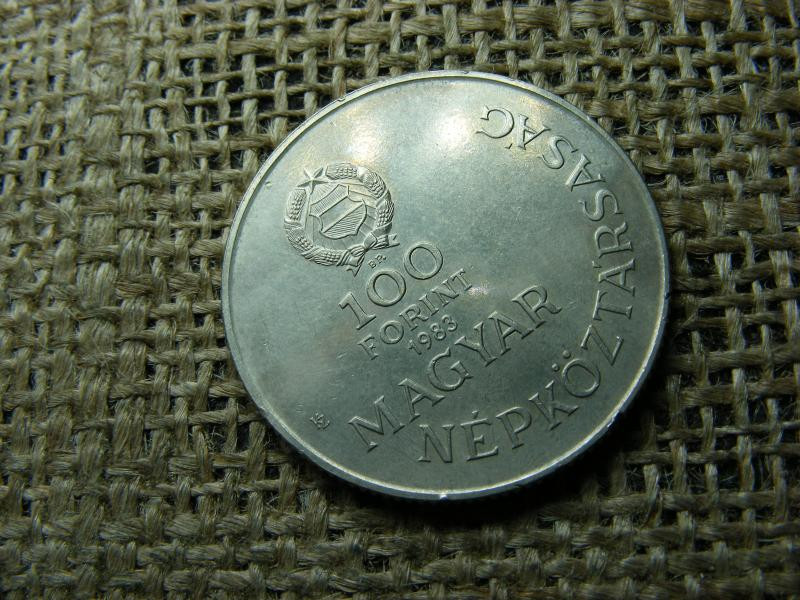 BP.
100
FORINT
1983
MAGYAR
NÉPKÖZTÁRSASÁG